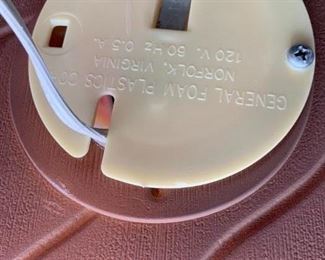 GENERAL FOAM PLASTICS CO
NORFOLK, VIRGINIA
120 V. 60 Hz 0.5 A.